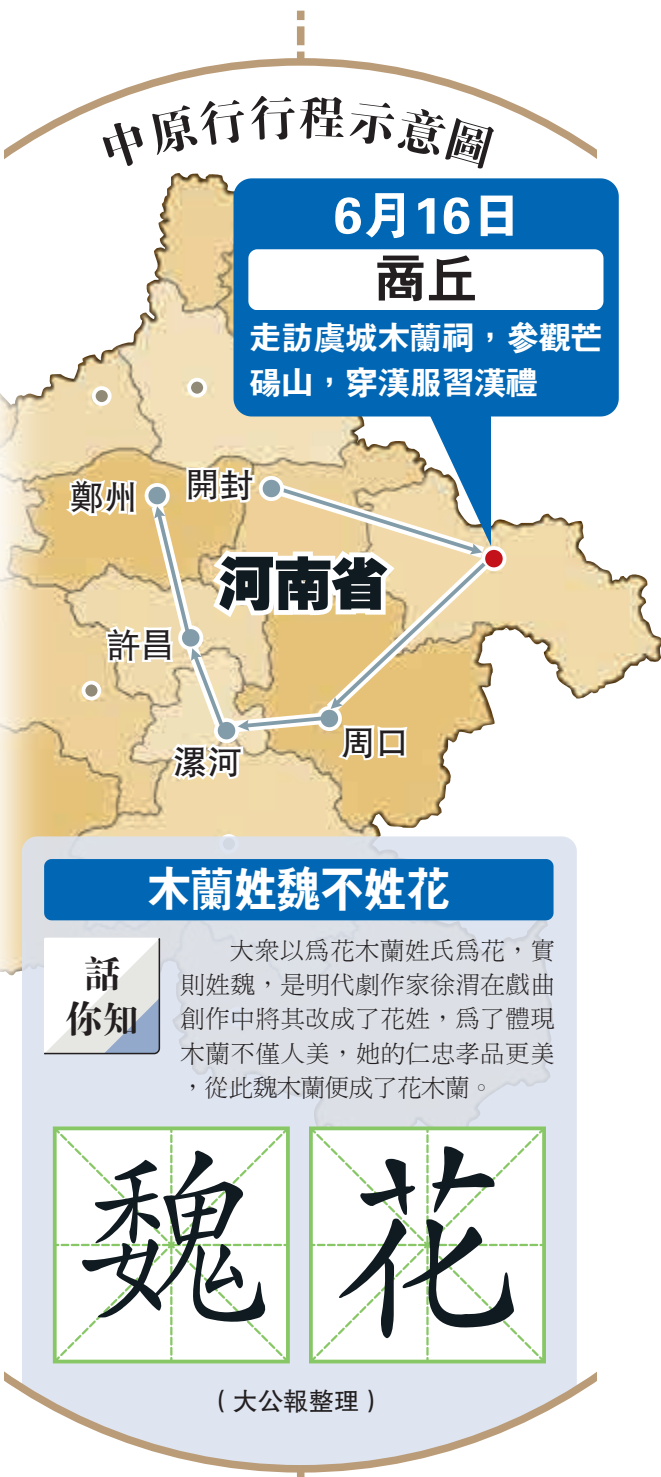 中原行行程示意圖
6月16日
商丘
走訪虞城木蘭祠，參觀芒
碭山，穿漢服習漢禮
鄭州
開封
河南省
許昌
漯河
周口
木蘭姓魏不姓花
話
你知
大衆以爲花木蘭姓氏爲花，實
則姓魏，是明代劇作家徐渭在戲曲
創作中將其改成了花姓，爲了體現
木蘭不僅人美，她的仁忠孝品更美
，從此魏木蘭便成了花木蘭。
魏 花
（大公報整理）